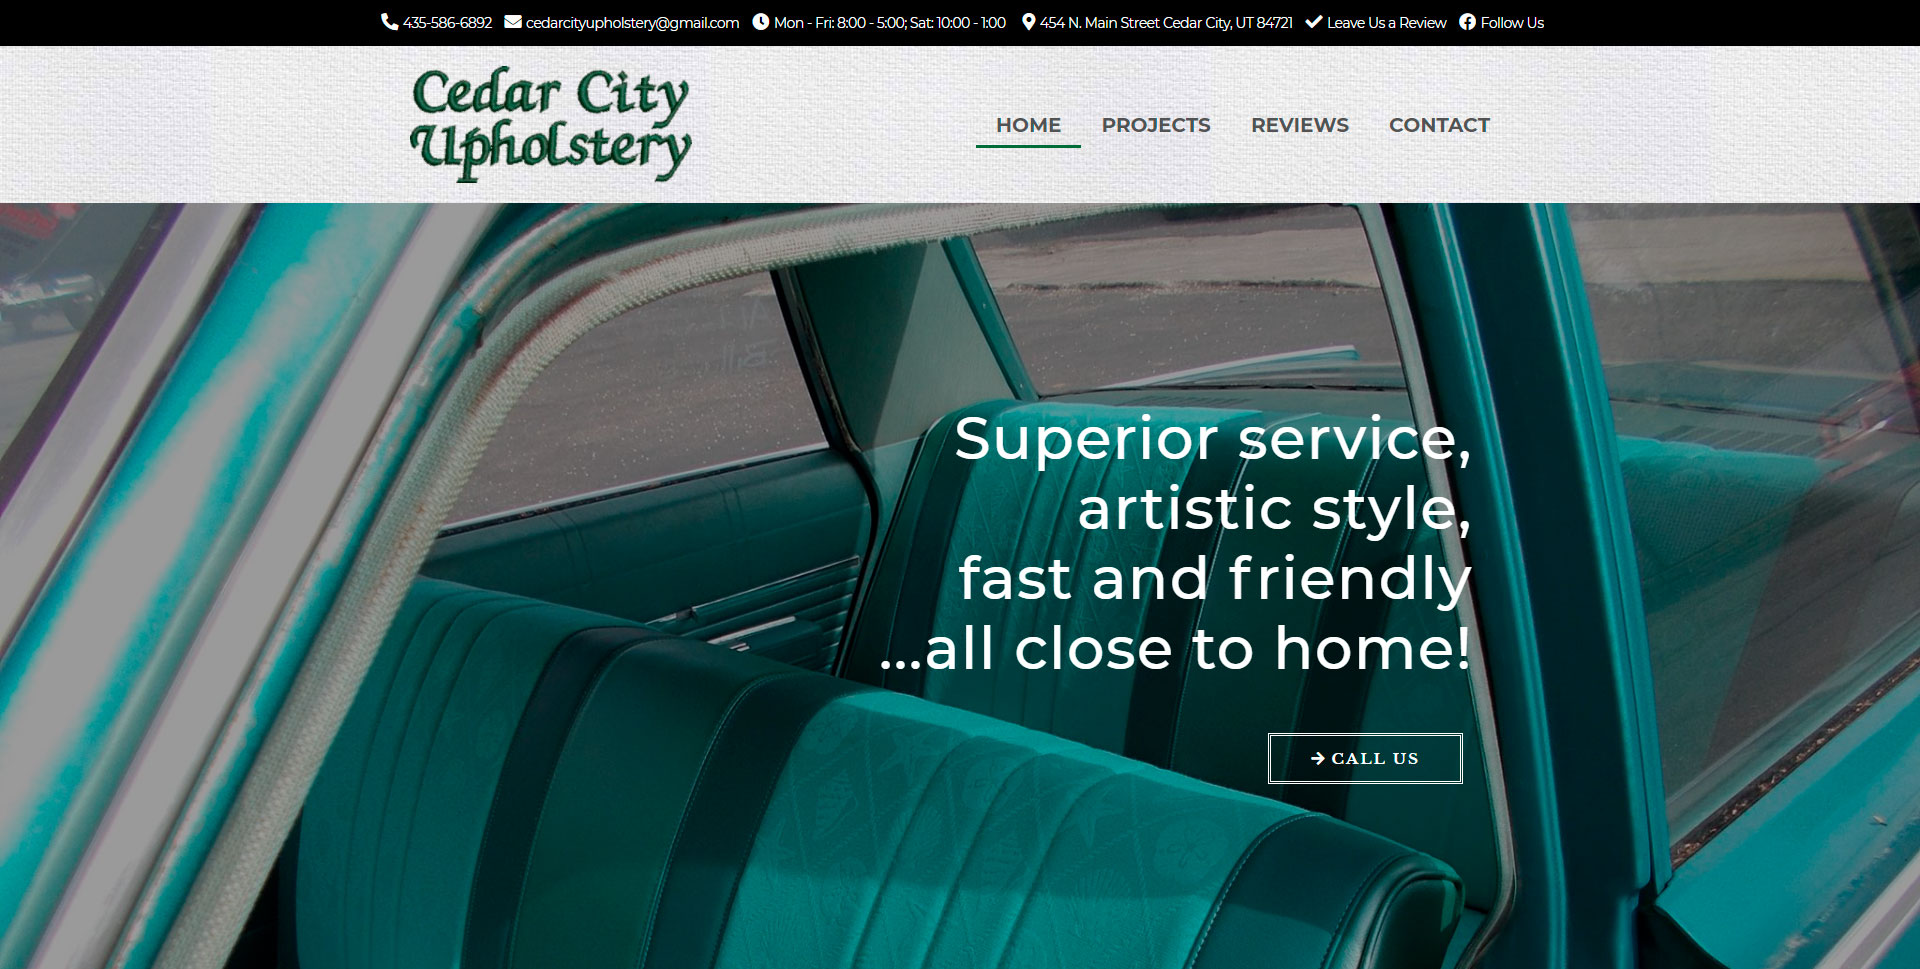 435-586-6892 cedarcityupholstery@gmail.com Mon - Fri: 8:00 - 5:00; Sat: 10:00 - 1:00 454 N. Main Street Cedar City, UT 84721 Leave Us a Review Follow Us
Cedar City
Upholstery
HOME PROJECTS REVIEWS CONTACT
Superior service,
artistic style,
fast and friendly
...all close to home!
CALL US